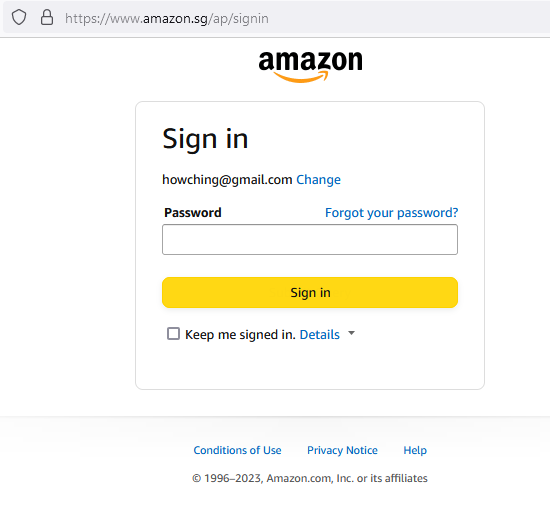 https://www.amazon.sg/ap/signin
amazon
Sign in
howching@gmail.com Change
Password Forgot your password?
Sign in
Keep me signed in. Details
Conditions of Use Privacy Notice Help
© 1996–2023, Amazon.com, Inc. or its affiliates